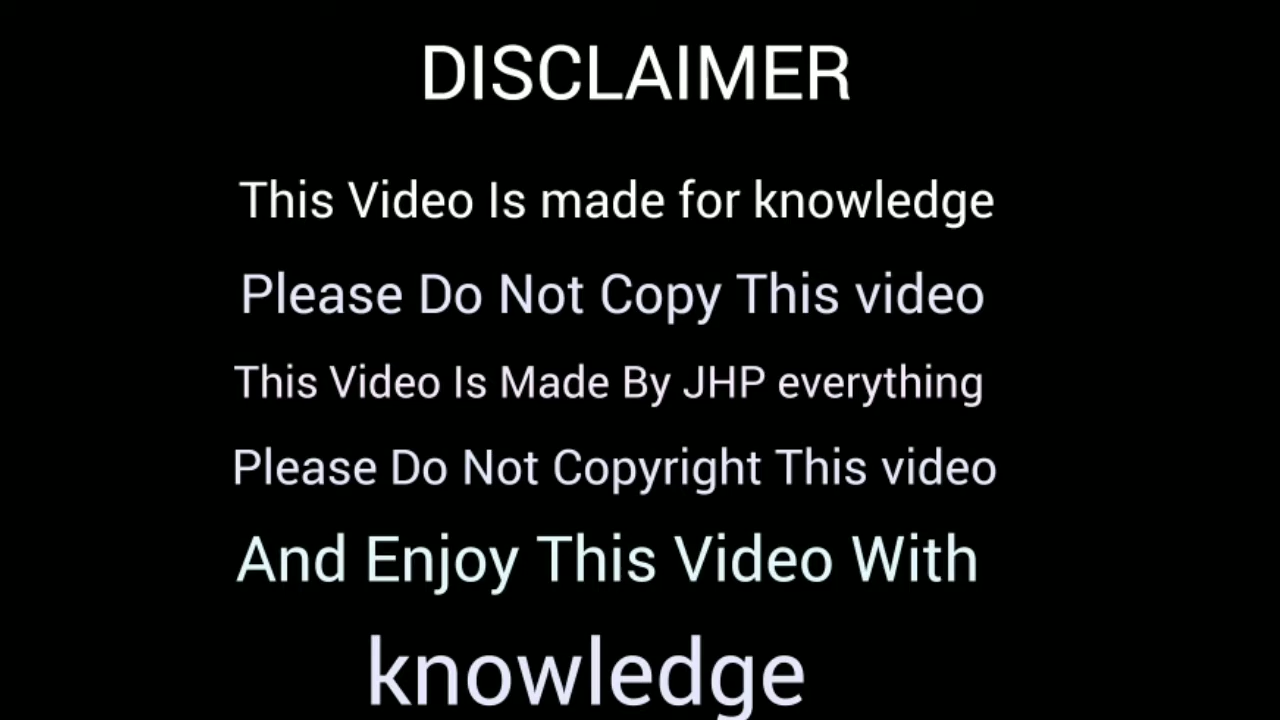 DISCLAIMER
This Video Is made for knowledge
Please Do Not Copy This video
This Video Is Made By JHP everything
Please Do Not Copyright This video
And Enjoy This Video With
knowledge